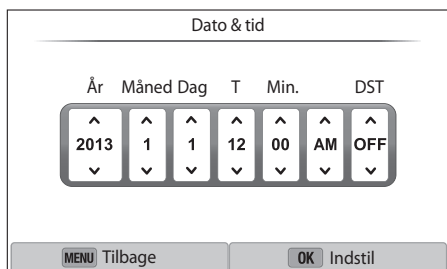 Dato & tid
År Måned Dag T Min. DST
2013 1 1 12 00 AM OFF
MENU Tilbage OK Indstil